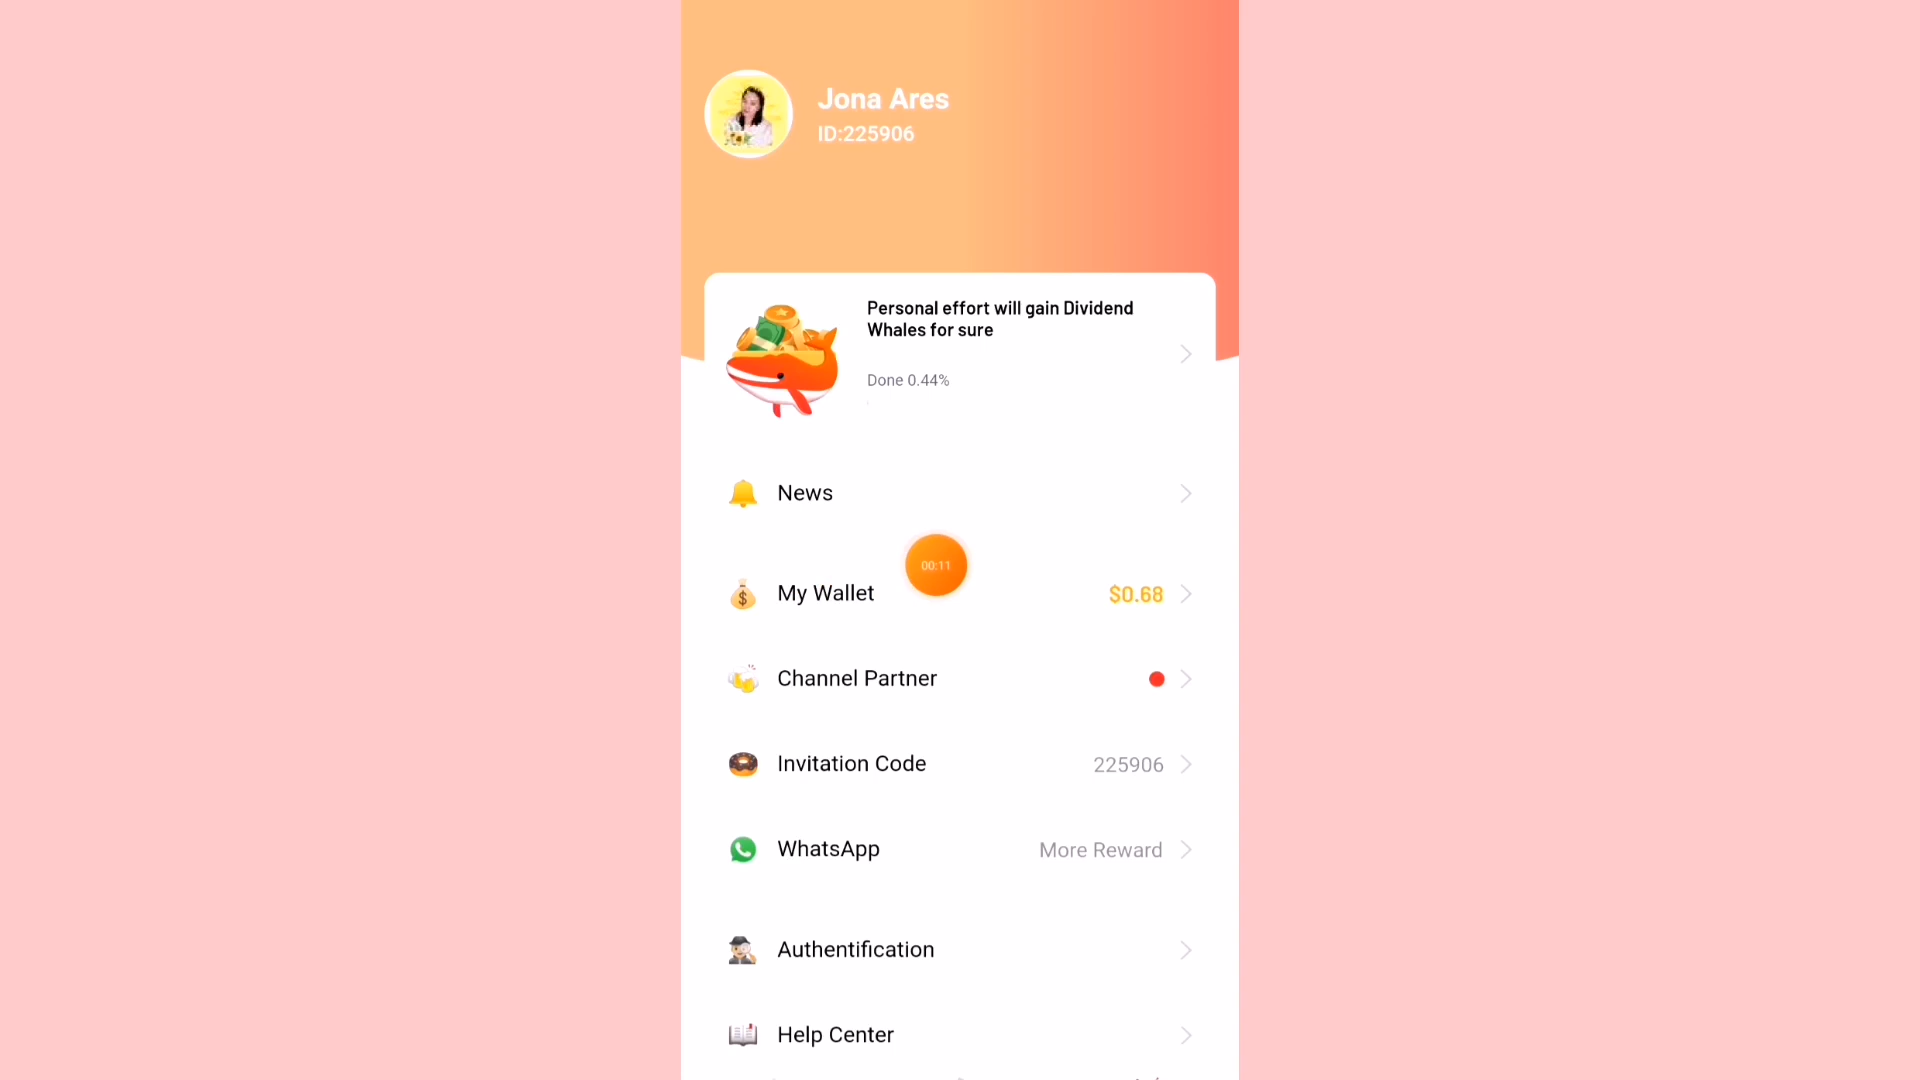 Jona Ares
ID:225906
Personal effort will gain Dividend
Whales for sure
Done 0.44%
News
00:11
My Wallet $0.68
Channel Partner
Invitation Code 225906
WhatsApp More Reward
Authentification
Help Center